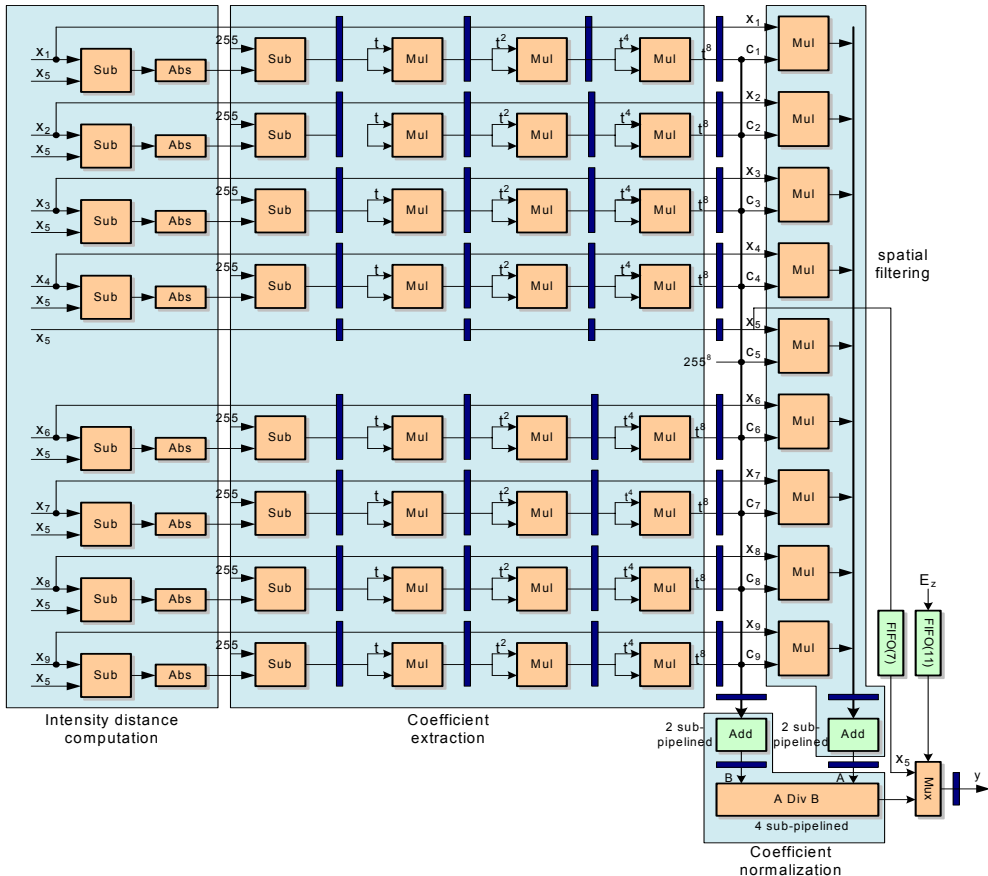 x1 x5 Sub Abs 255 Sub t Mul t2 Mul t4 Mul t8 x1 c1 Mul
x2 x5 Sub Abs 255 Sub t Mul t2 Mul t4 Mul t8 x2 c2 Mul
x3 x5 Sub Abs 255 Sub t Mul t2 Mul t4 Mul t8 x3 c3 Mul
x4 x5 Sub Abs 255 Sub t Mul t2 Mul t4 Mul t8 x4 c4 Mul
spatial
filtering
x5 x5 255⁸ c5 Mul
x6 x5 Sub Abs 255 Sub t Mul t2 Mul t4 Mul t8 x6 c6 Mul
x7 x5 Sub Abs 255 Sub t Mul t2 Mul t4 Mul t8 x7 c7 Mul
x8 x5 Sub Abs 255 Sub t Mul t2 Mul t4 Mul t8 x8 c8 Mul
x9 x5 Sub Abs 255 Sub t Mul t2 Mul t4 Mul t8 x9 c9 Mul
Ez
FIFO(7)
FIFO(11)
Intensity distance
computation
Coefficient
extraction
2 sub-
pipelined
Add
2 sub-
pipelined
Add
B
A
x5
A Div B
Mux
y
4 sub-pipelined
Coefficient
normalization